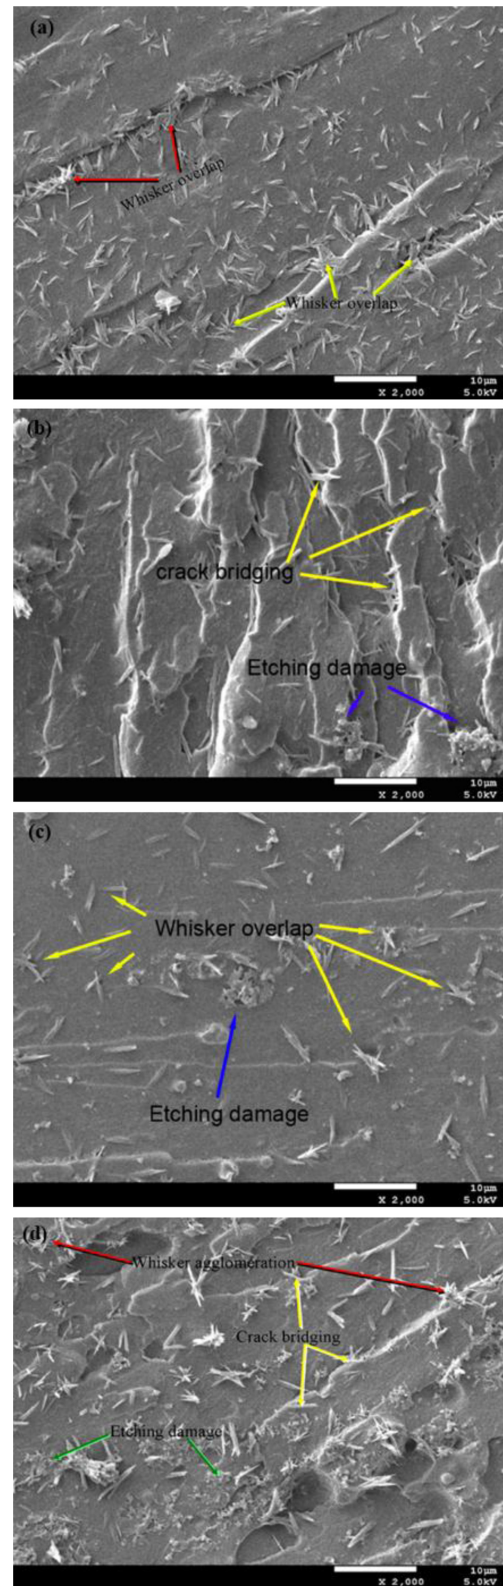 (a)
Whisker overlap
Whisker overlap
10μm
X 2,000 5.0kV
(b)
crack bridging
Etching damage
10μm
X 2,000 5.0kV
(c)
Whisker overlap
Etching damage
10μm
X 2,000 5.0kV
(d)
Whisker agglomération
Crack bridging
Etching damage
10μm
X 2,000 5.0kV